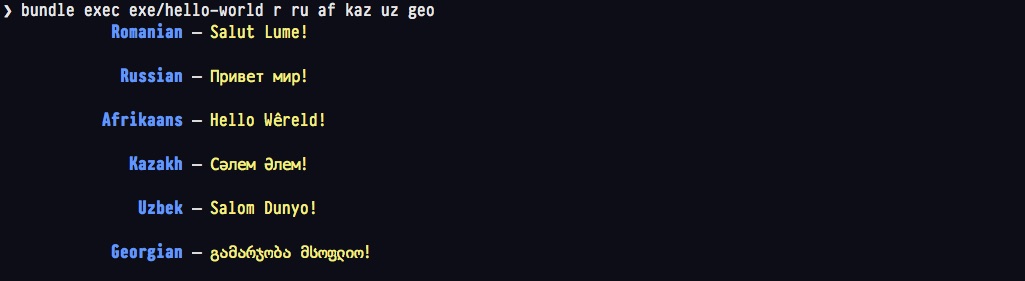 ❯ bundle exec exe/hello-world r ru af kaz uz geo
Romanian — Salut Lume!
Russian — Привет мир!
Afrikaans — Hello Wêreld!
Kazakh — Сәлем Әлем!
Uzbek — Salom Dunyo!
Georgian — გამარჯობა მსოფლიო!